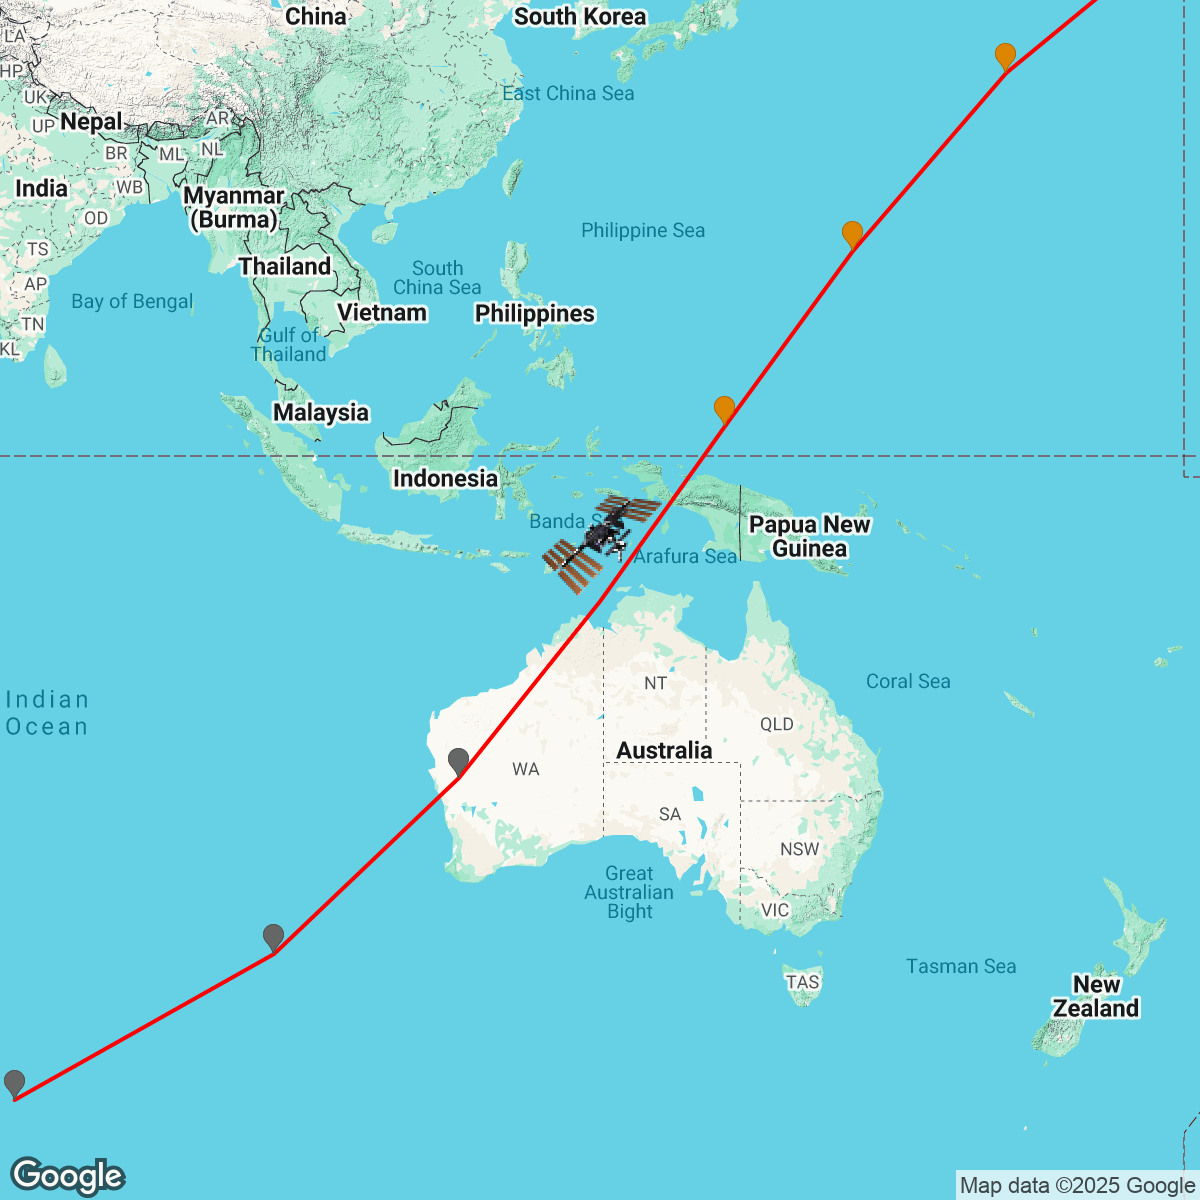 China
South Korea
LA
HP
East China Sea
UK
Nepal
AR
UP
BR
ML
NL
India
WB
Myanmar
(Burma)
OD
Philippine Sea
TS
Thailand
South
China Sea
AP
Bay of Bengal
Vietnam
Philippines
TN
Gulf of
Thailand
KL
Malaysia
Indonesia
Banda S
Papua New
Guinea
Arafura Sea
NT
Coral Sea
Indian
Ocean
QLD
Australia
WA
SA
NSW
Great
Australian
Bight
VIC
Tasman Sea
TAS
New
Zealand
Google
Map data ©2025 Google